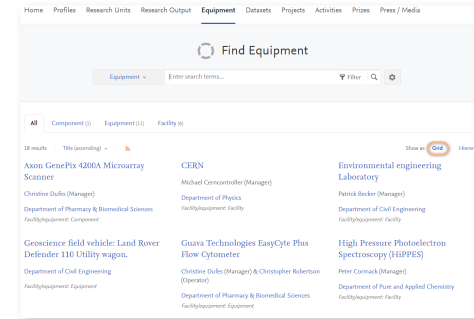 Home Profiles Research Units Research Output Equipment Datasets Projects Activities Prizes Press / Media
Find Equipment
Equipment Enter search terms... Filter
All Component (1) Equipment (11) Facility (6)
18 results Title (ascending) Show as: Grid Hierar
Axon GenePix 4200A Microarray
Scanner
Christine Dufes (Manager)
Department of Pharmacy & Biomedical Sciences
Facility/equipment: Component
CERN
Michael Cerncontroller (Manager)
Department of Physics
Facility/equipment: Facility
Environmental engineering
Laboratory
Patrick Becker (Manager)
Department of Civil Engineering
Facility/equipment: Facility
Geoscience field vehicle: Land Rover
Defender 110 Utility wagon.
Department of Civil Engineering
Facility/equipment: Equipment
Guava Technologies EasyCyte Plus
Flow Cytometer
Christine Dufes (Manager) & Christopher Robertson
(Operator)
Department of Pharmacy & Biomedical Sciences
Facility/equipment: Equipment
High Pressure Photoelectron
Spectroscopy (HiPPES)
Peter Cormack (Manager)
Department of Pure and Applied Chemistry
Facility/equipment: Facility